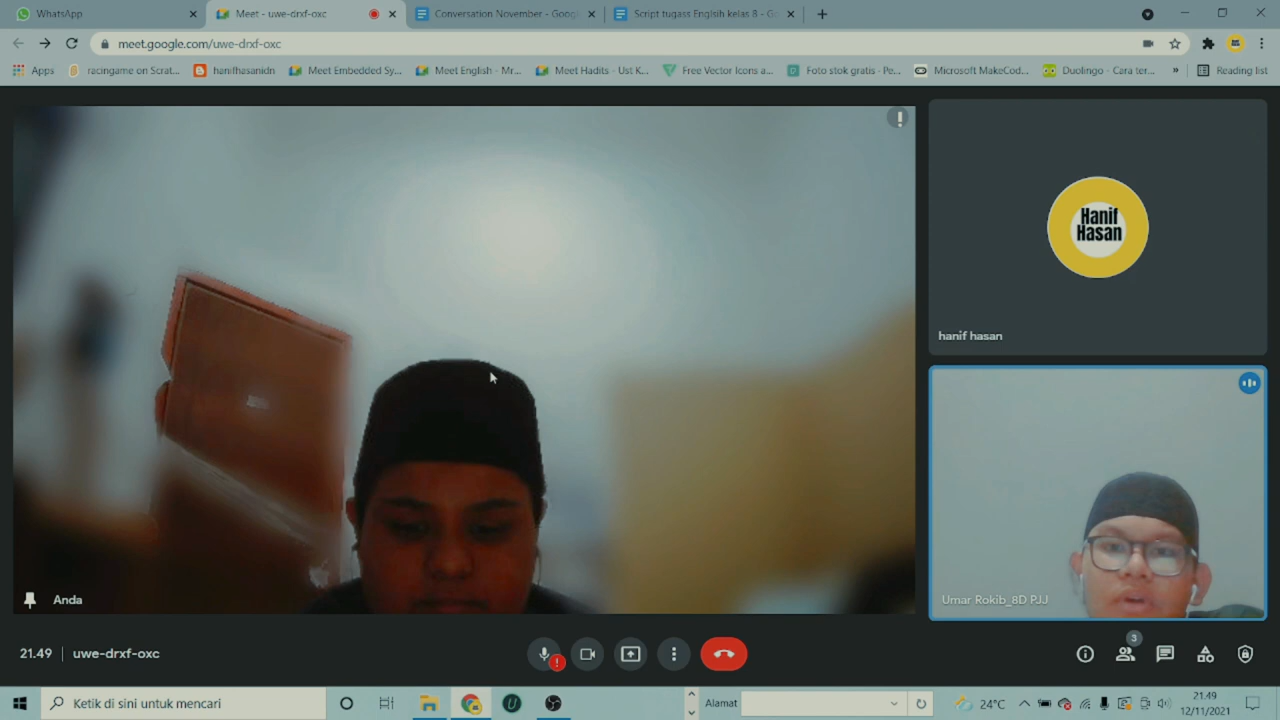 WhatsApp
Meet - uwe-drxf-oxc
Conversation November - Goog
Script tugass Englsih kelas 8 - Go
meet.google.com/uwe-drxf-oxc
Apps
racingame on Scrat...
hanifhasanidn
Meet Embedded Sy...
Meet English - Mr...
Meet Hadits - Ust K...
Free Vector Icons a...
Foto stok gratis - Pe...
Microsoft MakeCod...
Duolingo - Cara ter...
»
Reading list
Hanif
Hasan
hanif hasan
Umar Rokib_8D PJJ
Anda
21.49 | uwe-drxf-oxc
3
Ketik di sini untuk mencari
Alamat
24°C
21.49
12/11/2021